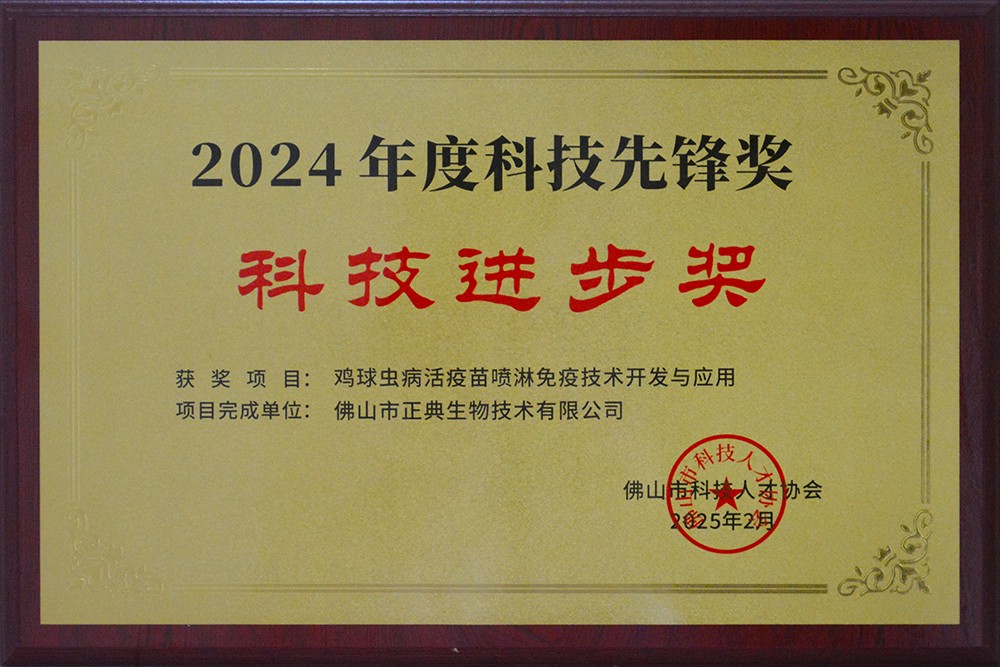 2024年度科技先锋奖
科技进步奖
获奖项目：鸡球虫病活疫苗喷淋免疫技术开发与应用
项目完成单位：佛山市正典生物技术有限公司
佛山市科技人才协会
2025年2月
佛山市科技人才协会